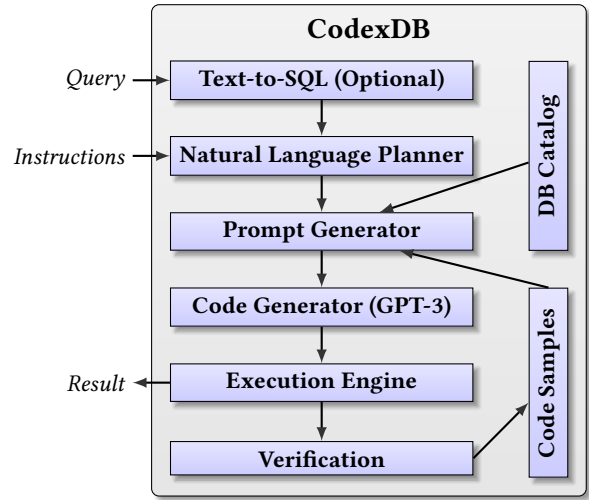 CodexDB
Query
Text-to-SQL (Optional)
Instructions
Natural Language Planner
DB Catalog
Prompt Generator
Code Generator (GPT-3)
Result
Execution Engine
Code Samples
Verification